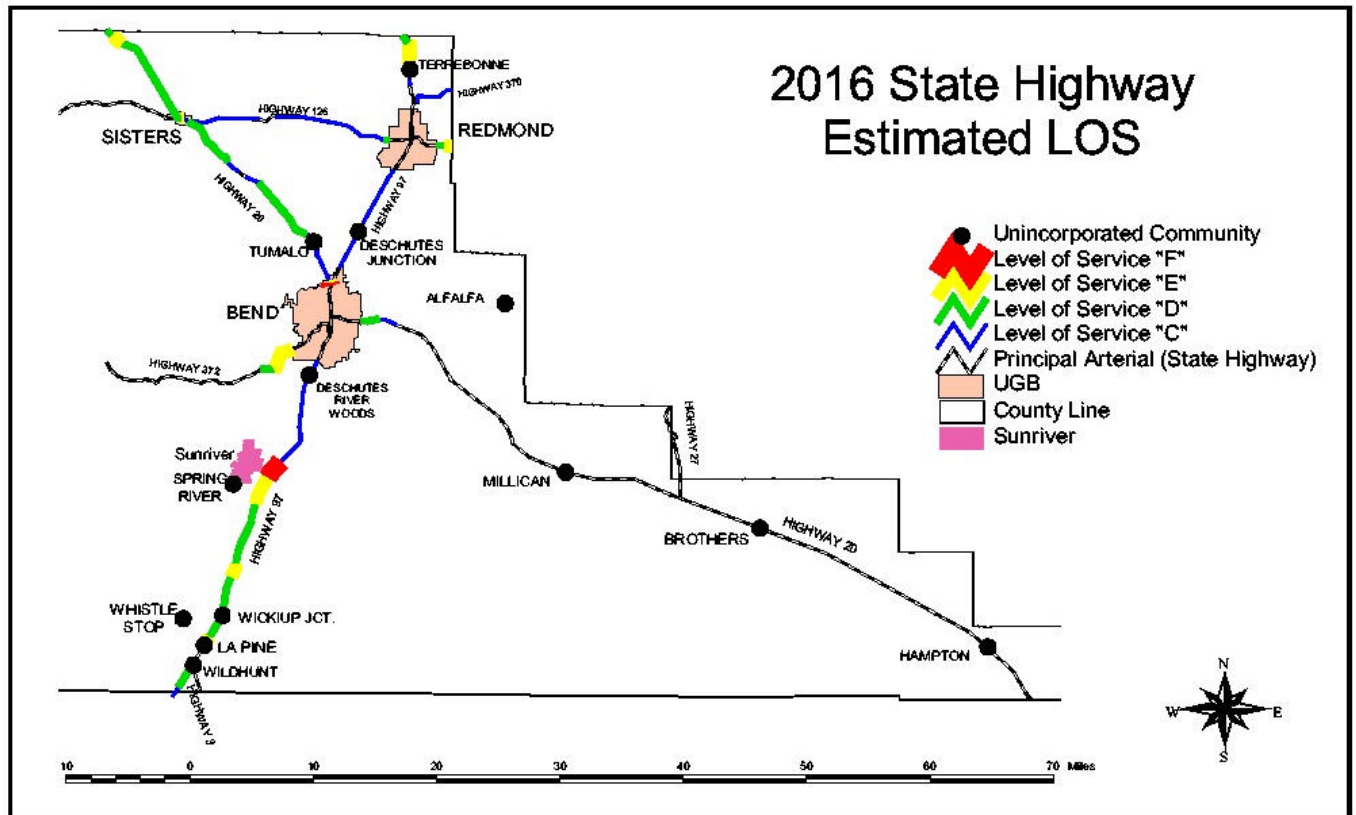 2016 State Highway
Estimated LOS
TERREBONNE
HIGHWAY 370
HIGHWAY 126
SISTERS
REDMOND
HIGHWAY 97
HIGHWAY 20
TUMALO
DESCHUTES
JUNCTION
ALFALFA
BEND
HIGHWAY 372
DESCHUTES
RIVER
WOODS
HIGHWAY 27
Sunriver
SPRING
RIVER
MILLICAN
HIGHWAY 97
BROTHERS
HIGHWAY 20
WHISTLE
STOP
WICKIUP JCT.
LA PINE
WILDHUNT
HAMPTON
Unincorporated Community
Level of Service "F"
Level of Service "E"
Level of Service "D"
Level of Service "C"
Principal Arterial (State Highway)
UGB
County Line
Sunriver
N
W E
S
10 0 10 20 30 40 50 60 70 Miles